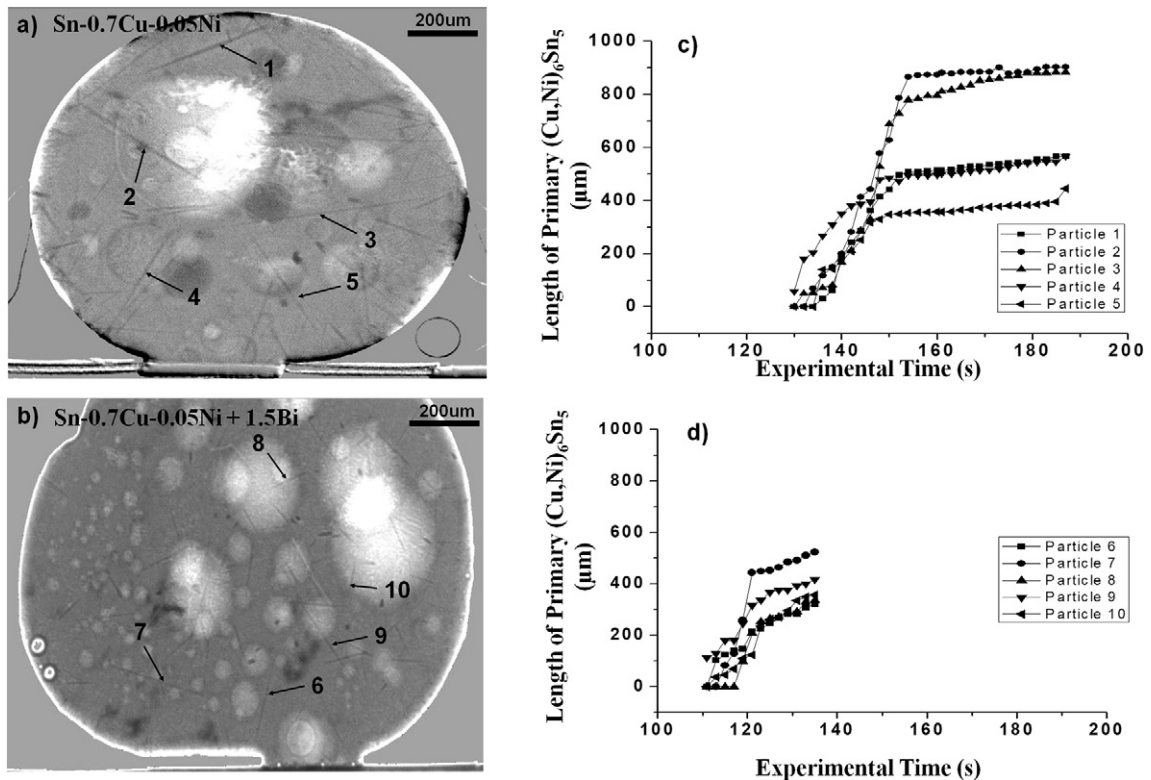 a) Sn-0.7Cu-0.05Ni
200um
1
2
3
4
5
b) Sn-0.7Cu-0.05Ni + 1.5Bi
200um
8
10
7
9
6
c)
Length of Primary (Cu,Ni)6Sn5
(µm)
1000
800
600
400
200
0
100
120
140
160
180
200
Experimental Time (s)
Particle 1
Particle 2
Particle 3
Particle 4
Particle 5
d)
Length of Primary (Cu,Ni)6Sn5
(µm)
1000
800
600
400
200
0
100
120
140
160
180
200
Experimental Time (s)
Particle 6
Particle 7
Particle 8
Particle 9
Particle 10